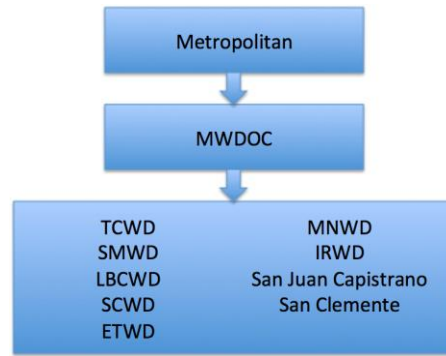 Metropolitan
MWDOC
TCWD
SMWD
LBCWD
SCWD
ETWD
MNWD
IRWD
San Juan Capistrano
San Clemente